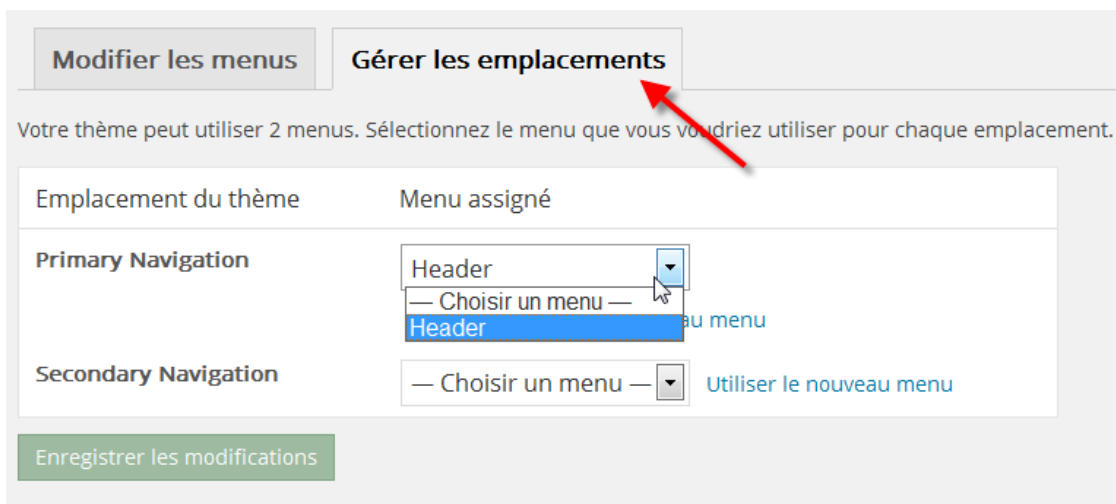 Modifier les menus
Gérer les emplacements
Votre thème peut utiliser 2 menus. Sélectionnez le menu que vous voudriez utiliser pour chaque emplacement.
Emplacement du thème
Menu assigné
Primary Navigation
Header
— Choisir un menu —
Header
au menu
Secondary Navigation
— Choisir un menu —
Utiliser le nouveau menu
Enregistrer les modifications